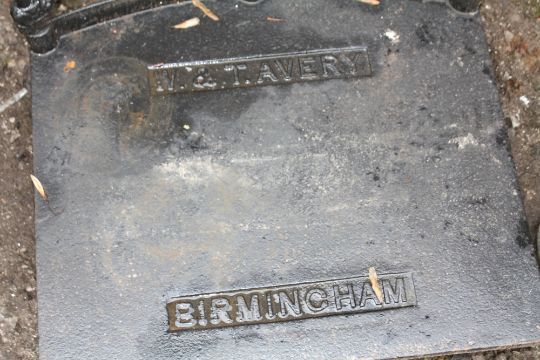 W. & T. AVERY
BIRMINGHAM